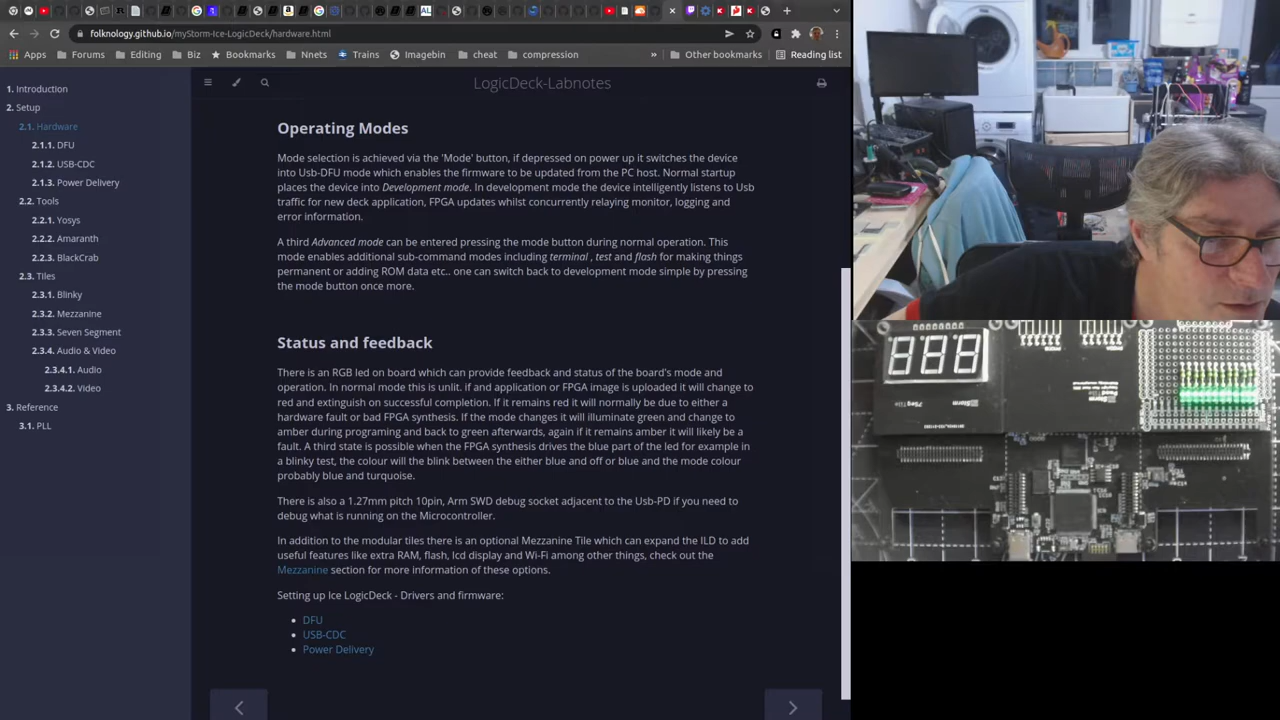 folknology.github.io/myStorm-Ice-LogicDeck/hardware.html
Apps Forums Editing Biz Bookmarks Nnets Trains Imagebin cheat compression » Other bookmarks Reading list
LogicDeck-Labnotes
1. Introduction
2. Setup
2.1. Hardware
2.1.1. DFU
2.1.2. USB-CDC
2.1.3. Power Delivery
2.2. Tools
2.2.1. Yosys
2.2.2. Amaranth
2.2.3. BlackCrab
2.3. TIles
2.3.1. Blinky
2.3.2. Mezzanine
2.3.3. Seven Segment
2.3.4. Audio & Video
2.3.4.1. Audio
2.3.4.2. Video
3. Reference
3.1. PLL
Operating Modes
Mode selection is achieved via the 'Mode' button, if depressed on power up it switches the device
into Usb-DFU mode which enables the firmware to be updated from the PC host. Normal startup
places the device into Development mode. In development mode the device intelligently listens to Usb
traffic for new deck application, FPGA updates whilst concurrently relaying monitor, logging and
error information.
A third Advanced mode can be entered pressing the mode button during normal operation. This
mode enables additional sub-command modes including terminal , test and flash for making things
permanent or adding ROM data etc.. one can switch back to development mode simple by pressing
the mode button once more.
Status and feedback
There is an RGB led on board which can provide feedback and status of the board's mode and
operation. In normal mode this is unlit. if and application or FPGA image is uploaded it will change to
red and extinguish on successful completion. If it remains red it will normally be due to either a
hardware fault or bad FPGA synthesis. If the mode changes it will illuminate green and change to
amber during programing and back to green afterwards, again if it remains amber it will likely be a
fault. A third state is possible when the FPGA synthesis drives the blue part of the led for example in
a blinky test, the colour will the blink between the either blue and off or blue and the mode colour
probably blue and turquoise.
There is also a 1.27mm pitch 10pin, Arm SWD debug socket adjacent to the Usb-PD if you need to
debug what is running on the Microcontroller.
In addition to the modular tiles there is an optional Mezzanine Tile which can expand the ILD to add
useful features like extra RAM, flash, lcd display and Wi-Fi among other things, check out the
Mezzanine section for more information of these options.
Setting up Ice LogicDeck - Drivers and firmware:
• DFU
• USB-CDC
• Power Delivery